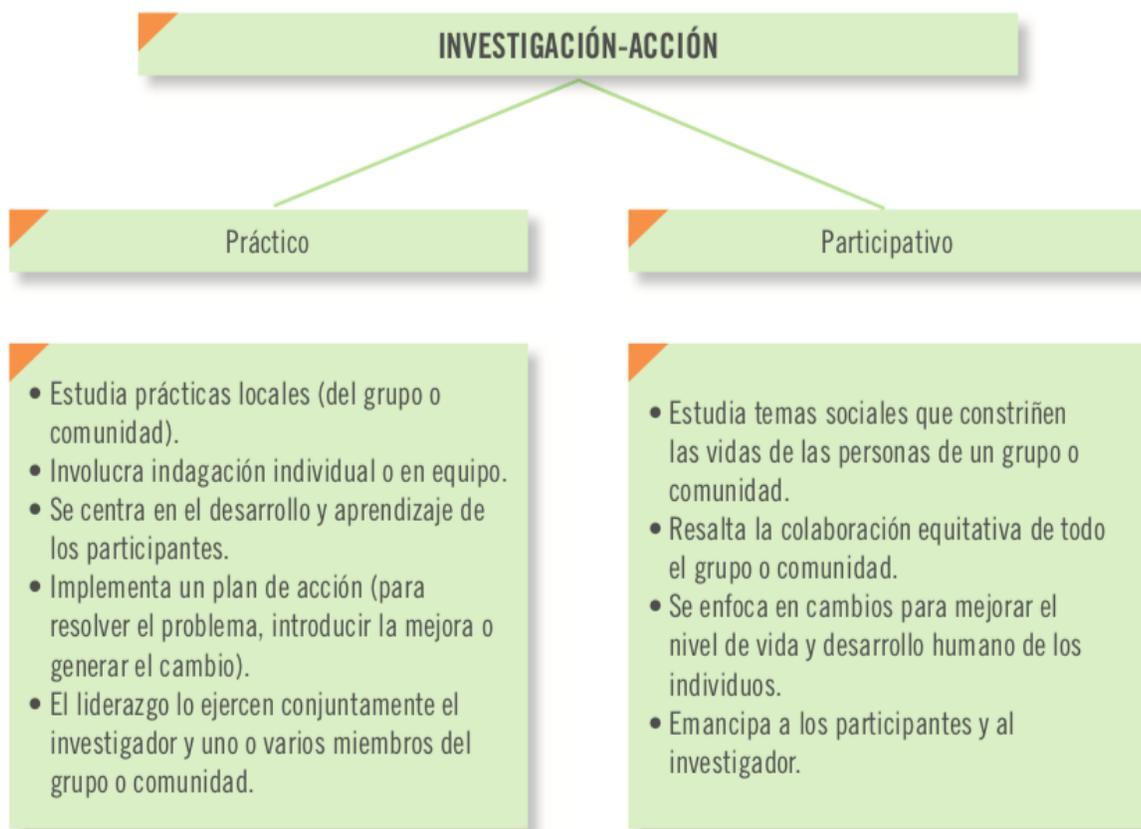 INVESTIGACIÓN-ACCIÓN
Práctico
Participativo
• Estudia prácticas locales (del grupo o
comunidad).
• Involucra indagación individual o en equipo.
• Se centra en el desarrollo y aprendizaje de
los participantes.
• Implementa un plan de acción (para
resolver el problema, introducir la mejora o
generar el cambio).
• El liderazgo lo ejercen conjuntamente el
investigador y uno o varios miembros del
grupo o comunidad.
• Estudia temas sociales que constriñen
las vidas de las personas de un grupo o
comunidad.
• Resalta la colaboración equitativa de todo
el grupo o comunidad.
• Se enfoca en cambios para mejorar el
nivel de vida y desarrollo humano de los
individuos.
• Emancipa a los participantes y al
investigador.